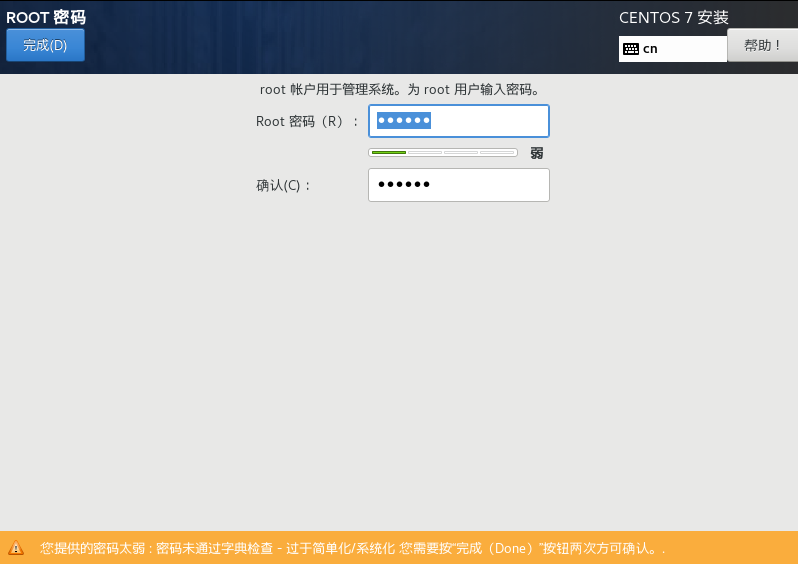 ROOT 密码
CENTOS 7 安装
完成(D)
cn
帮助！
root 帐户用于管理系统。为 root 用户输入密码。
Root 密码（R）：
••••••
弱
确认(C)：
••••••
您提供的密码太弱 : 密码未通过字典检查 - 过于简单化/系统化 您需要按“完成（Done）”按钮两次方可确认。.